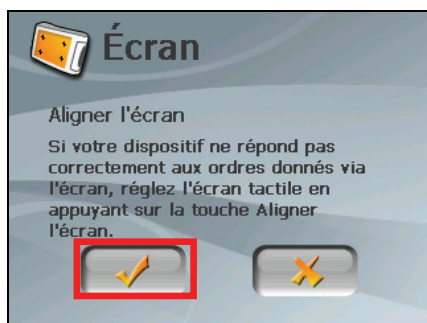 Écran
Aligner l'écran
Si votre dispositif ne répond pas
correctement aux ordres donnés via
l'écran, réglez l'écran tactile en
appuyant sur la touche Aligner
l'écran.